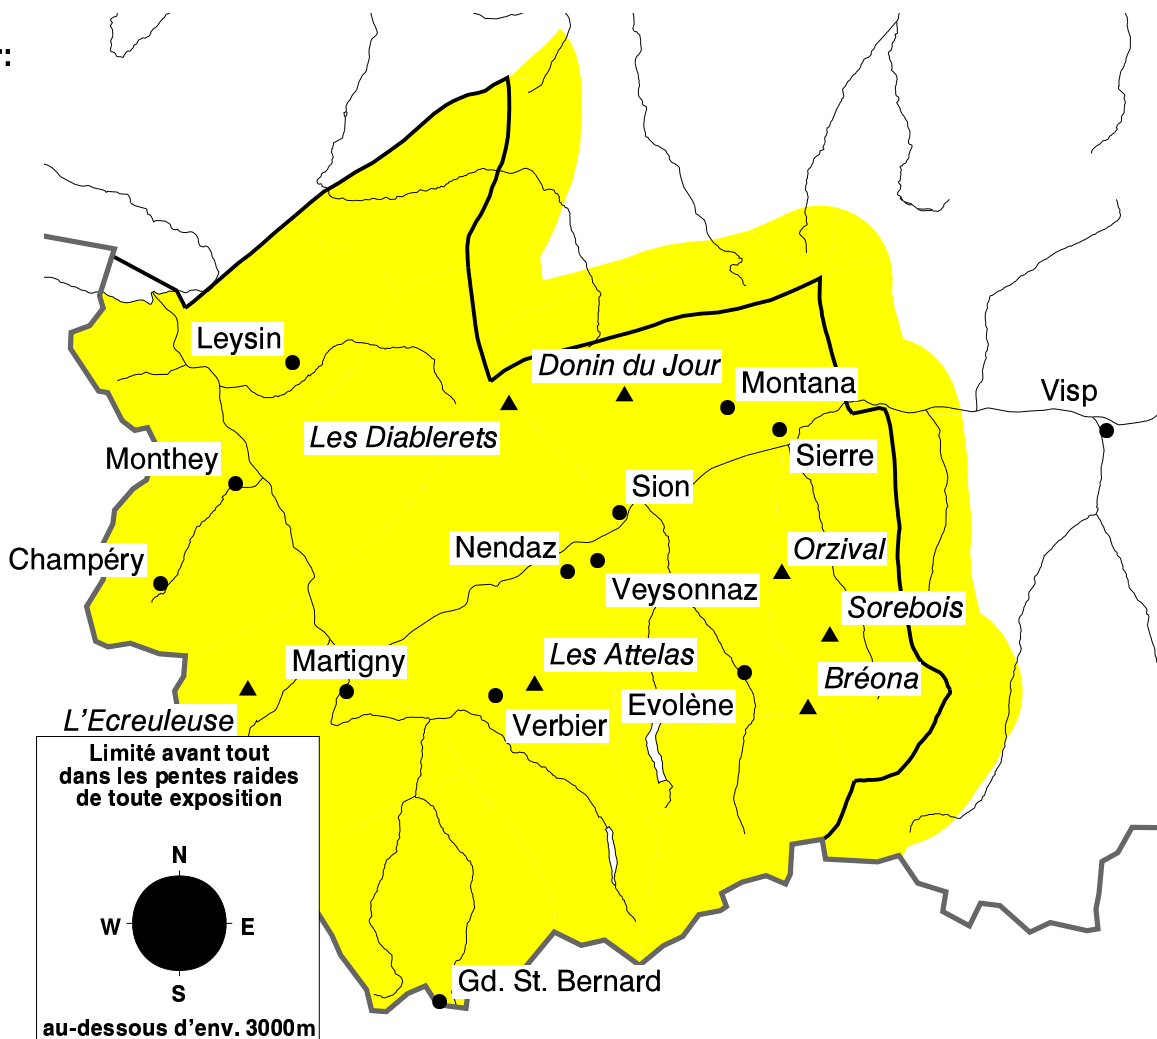 :
Leysin
Donin du Jour
Montana
Visp
Les Diablerets
Monthey
Sierre
Sion
Champéry
Nendaz
Orzival
Veysonnaz
Sorebois
Martigny
Les Attelas
Bréona
L'Ecreuleuse
Verbier
Evolène
Limité avant tout
dans les pentes raides
de toute exposition
N
W E
S
Gd. St. Bernard
au-dessous d'env. 3000m